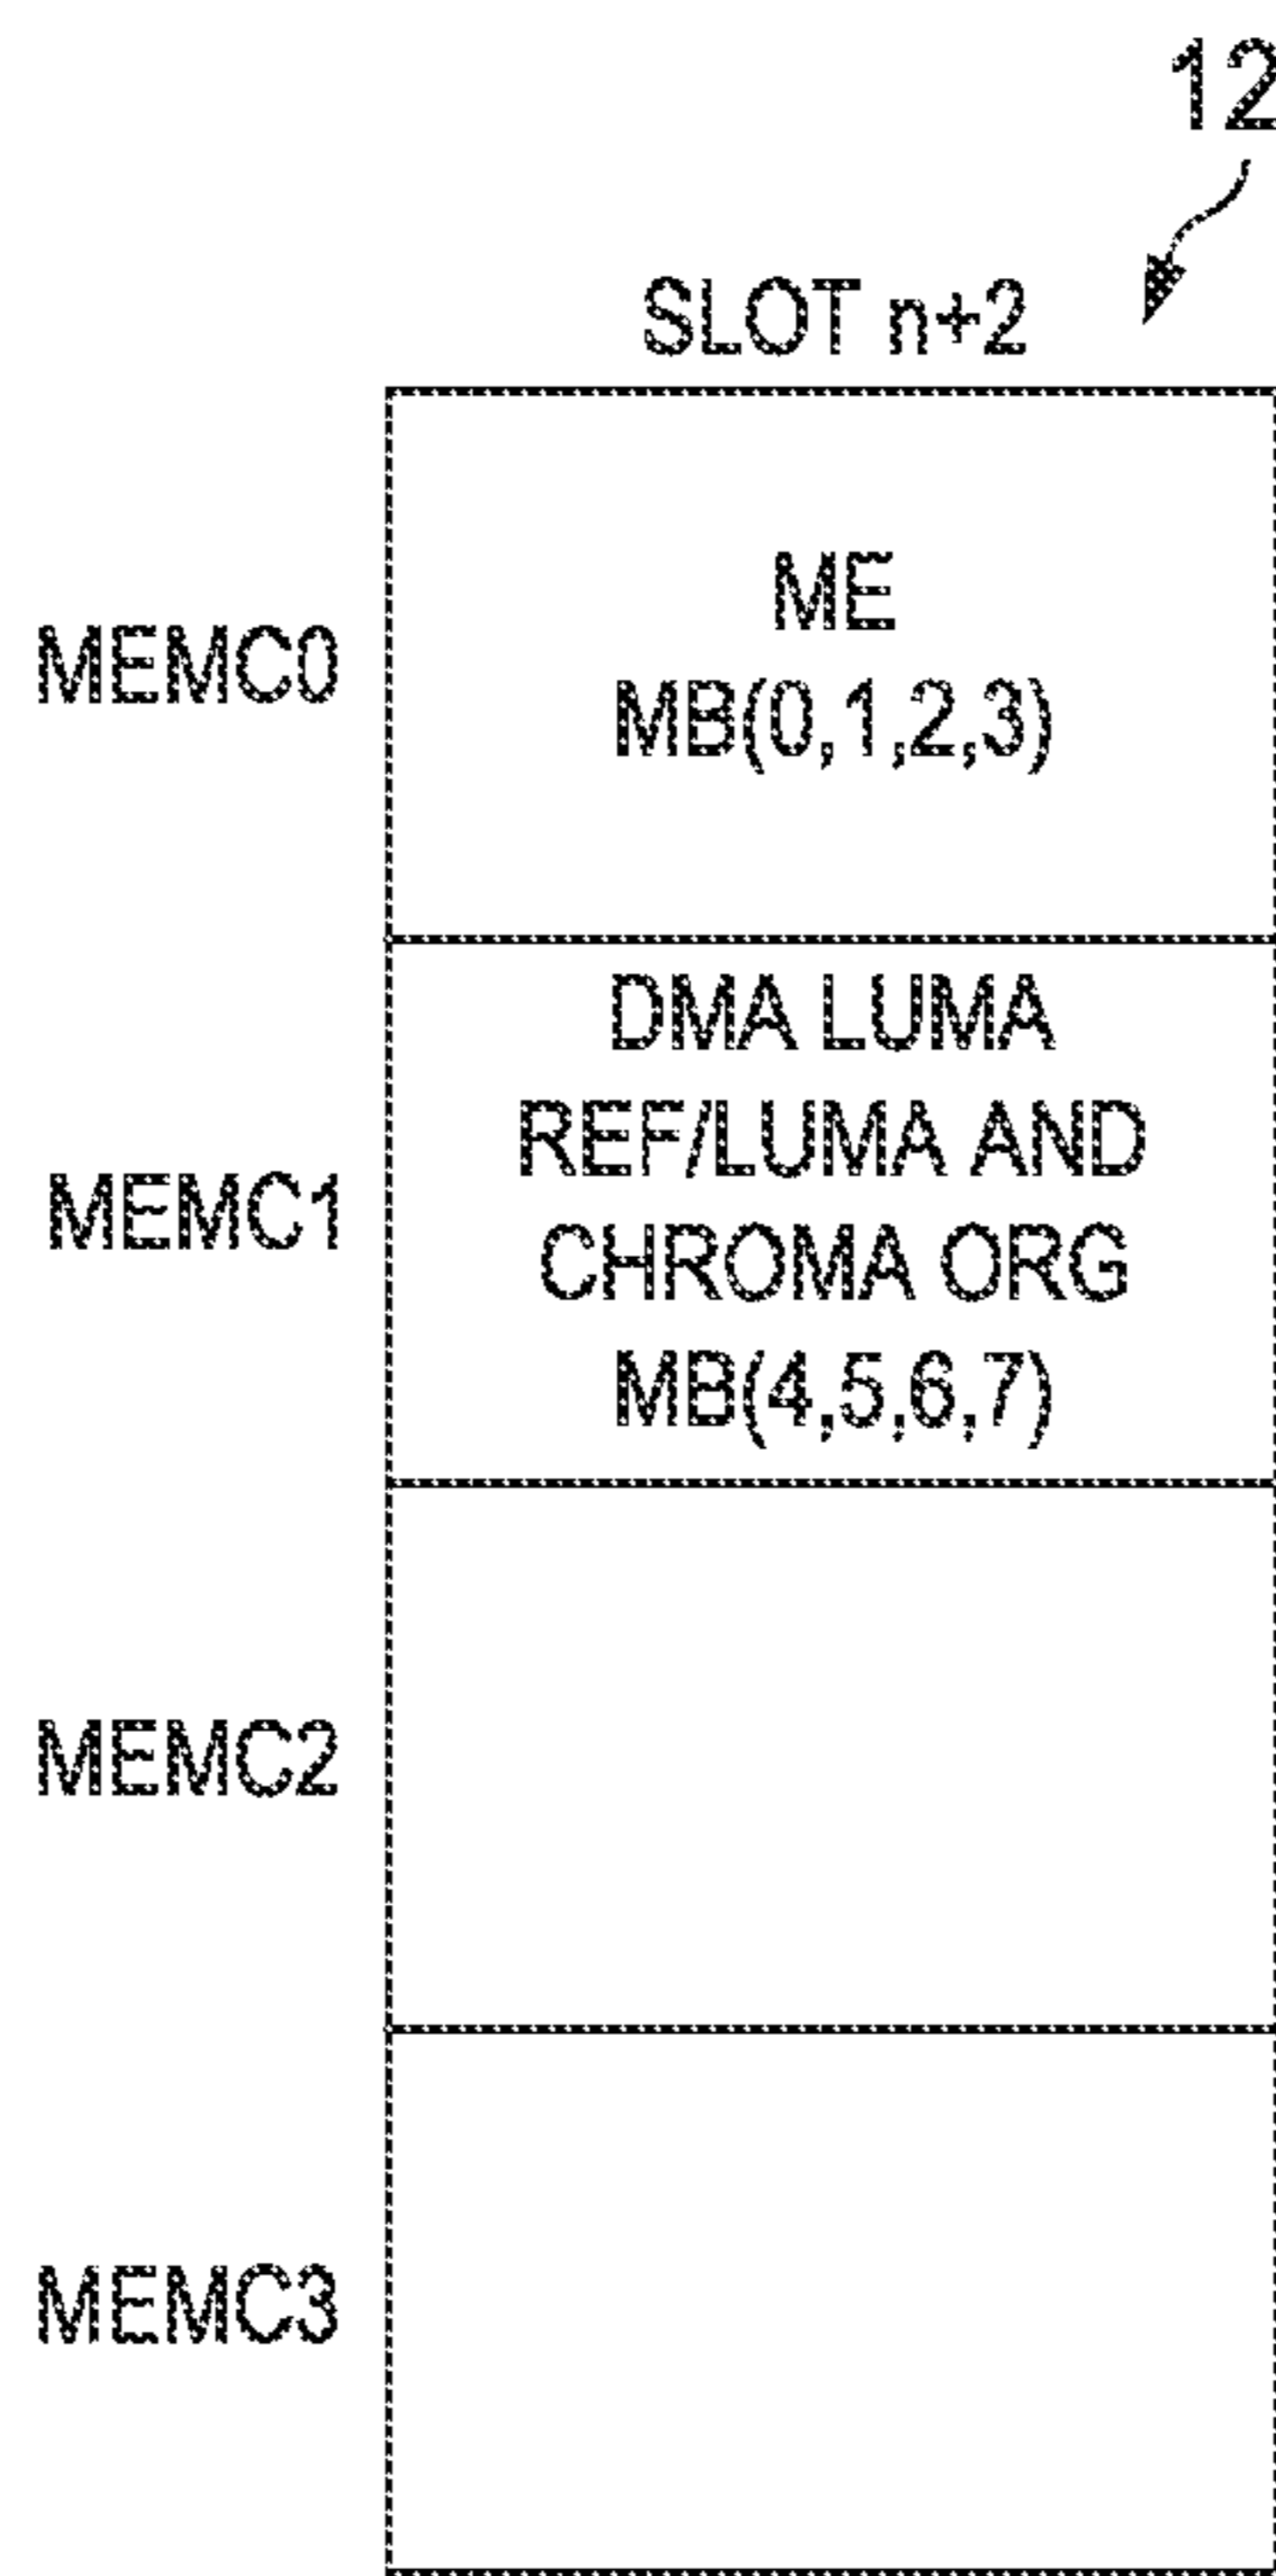 12
SLOT n+2
MEMC0
ME
MB(0,1,2,3)
MEMC1
DMA LUMA
REF/LUMA AND
CHROMA ORG
MB(4,5,6,7)
MEMC2
MEMC3